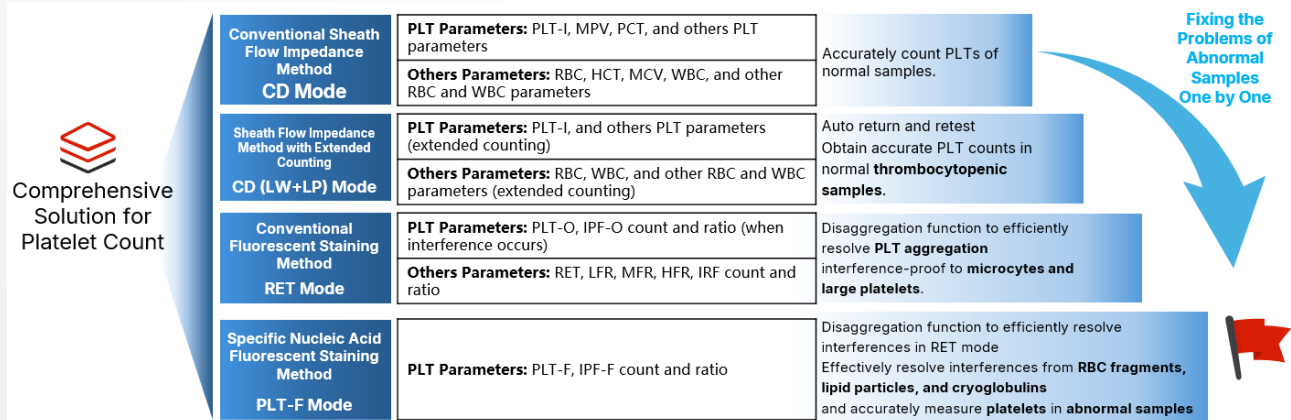 Comprehensive
Solution for
Platelet Count
Conventional Sheath
Flow Impedance
Method
CD Mode
PLT Parameters: PLT-I, MPV, PCT, and others PLT
parameters
Others Parameters: RBC, HCT, MCV, WBC, and other
RBC and WBC parameters
Accurately count PLTs of
normal samples.
Fixing the
Problems of
Abnormal
Samples
One by One
Sheath Flow Impedance
Method with Extended
Counting
CD (LW+LP) Mode
PLT Parameters: PLT-I, and others PLT parameters
(extended counting)
Others Parameters: RBC, WBC, and other RBC and WBC
parameters (extended counting)
Auto return and retest
Obtain accurate PLT counts in
normal thrombocytopenic
samples.
Conventional
Fluorescent Staining
Method
RET Mode
PLT Parameters: PLT-O, IPF-O count and ratio (when
interference occurs)
Others Parameters: RET, LFR, MFR, HFR, IRF count and
ratio
Disaggregation function to efficiently
resolve PLT aggregation
interference-proof to microcytes and
large platelets.
Specific Nucleic Acid
Fluorescent Staining
Method
PLT-F Mode
PLT Parameters: PLT-F, IPF-F count and ratio
Disaggregation function to efficiently resolve
interferences in RET mode
Effectively resolve interferences from RBC fragments,
lipid particles, and cryoglobulins
and accurately measure platelets in abnormal samples